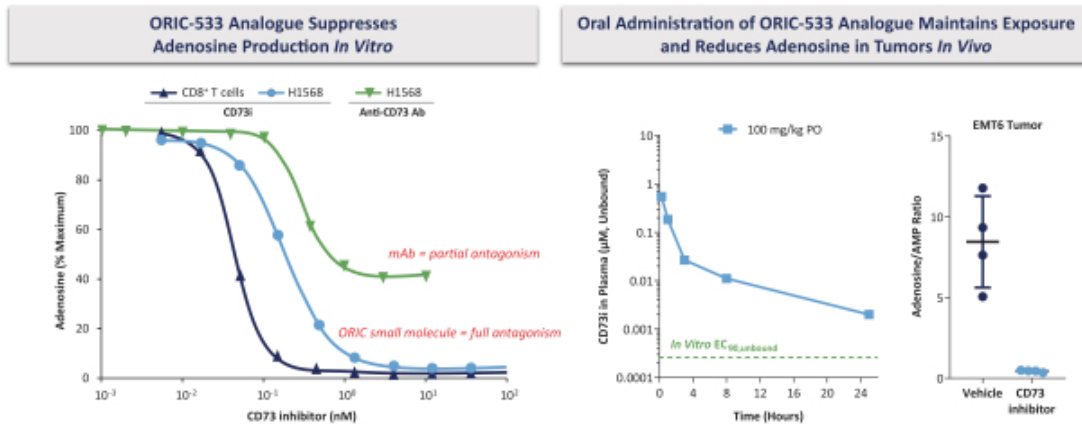 ORIC-533 Analogue Suppresses
Adenosine Production In Vitro
Oral Administration of ORIC-533 Analogue Maintains Exposure
and Reduces Adenosine in Tumors In Vivo
CD8+ T cells
H1568
H1568
CD73i
Anti-CD73 Ab
100
80
60
40
20
0
Adenosine (% Maximum)
mAb = partial antagonism
ORIC small molecule = full antagonism
10⁻³
10⁻²
10⁻¹
10⁰
10¹
10²
CD73 inhibitor (nM)
100 mg/kg PO
10
1
0.1
0.01
0.001
0.0001
CD73i in Plasma (µM, Unbound)
In Vitro EC90,unbound
0
4
8
12
16
20
24
Time (Hours)
EMT6 Tumor
15
10
5
0
Adenosine/AMP Ratio
Vehicle
CD73
inhibitor